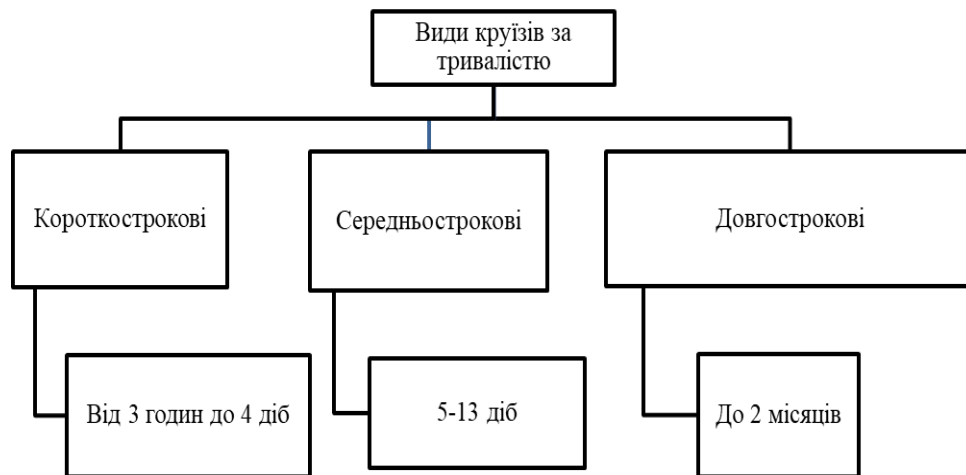 Види круїзів за
тривалістю
Короткострокові
Середньострокові
Довгострокові
Від 3 годин до 4 діб
5-13 діб
До 2 місяців